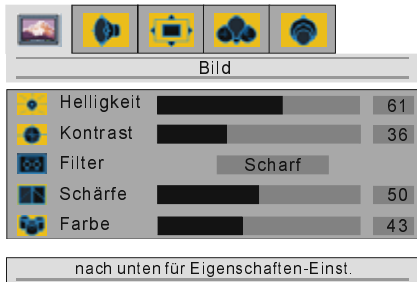 Bild
Helligkeit 61
Kontrast 36
Filter Scharf
Schärfe 50
Farbe 43
nach unten für Eigenschaften-Einst.